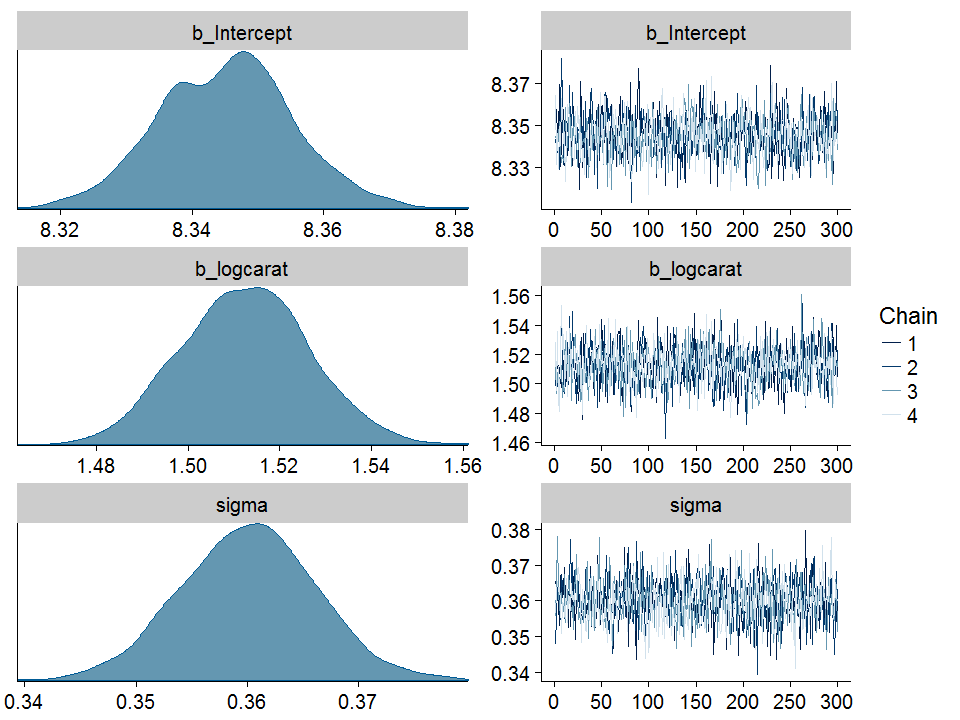 b_Intercept
8.32 8.34 8.36 8.38
b_Intercept
8.37
8.35
8.33
0 50 100 150 200 250 300
b_logcarat
1.48 1.50 1.52 1.54 1.56
b_logcarat
1.56
1.54
1.52
1.50
1.48
1.46
0 50 100 150 200 250 300
sigma
0.34 0.35 0.36 0.37
sigma
0.38
0.37
0.36
0.35
0.34
0 50 100 150 200 250 300
Chain
1
2
3
4